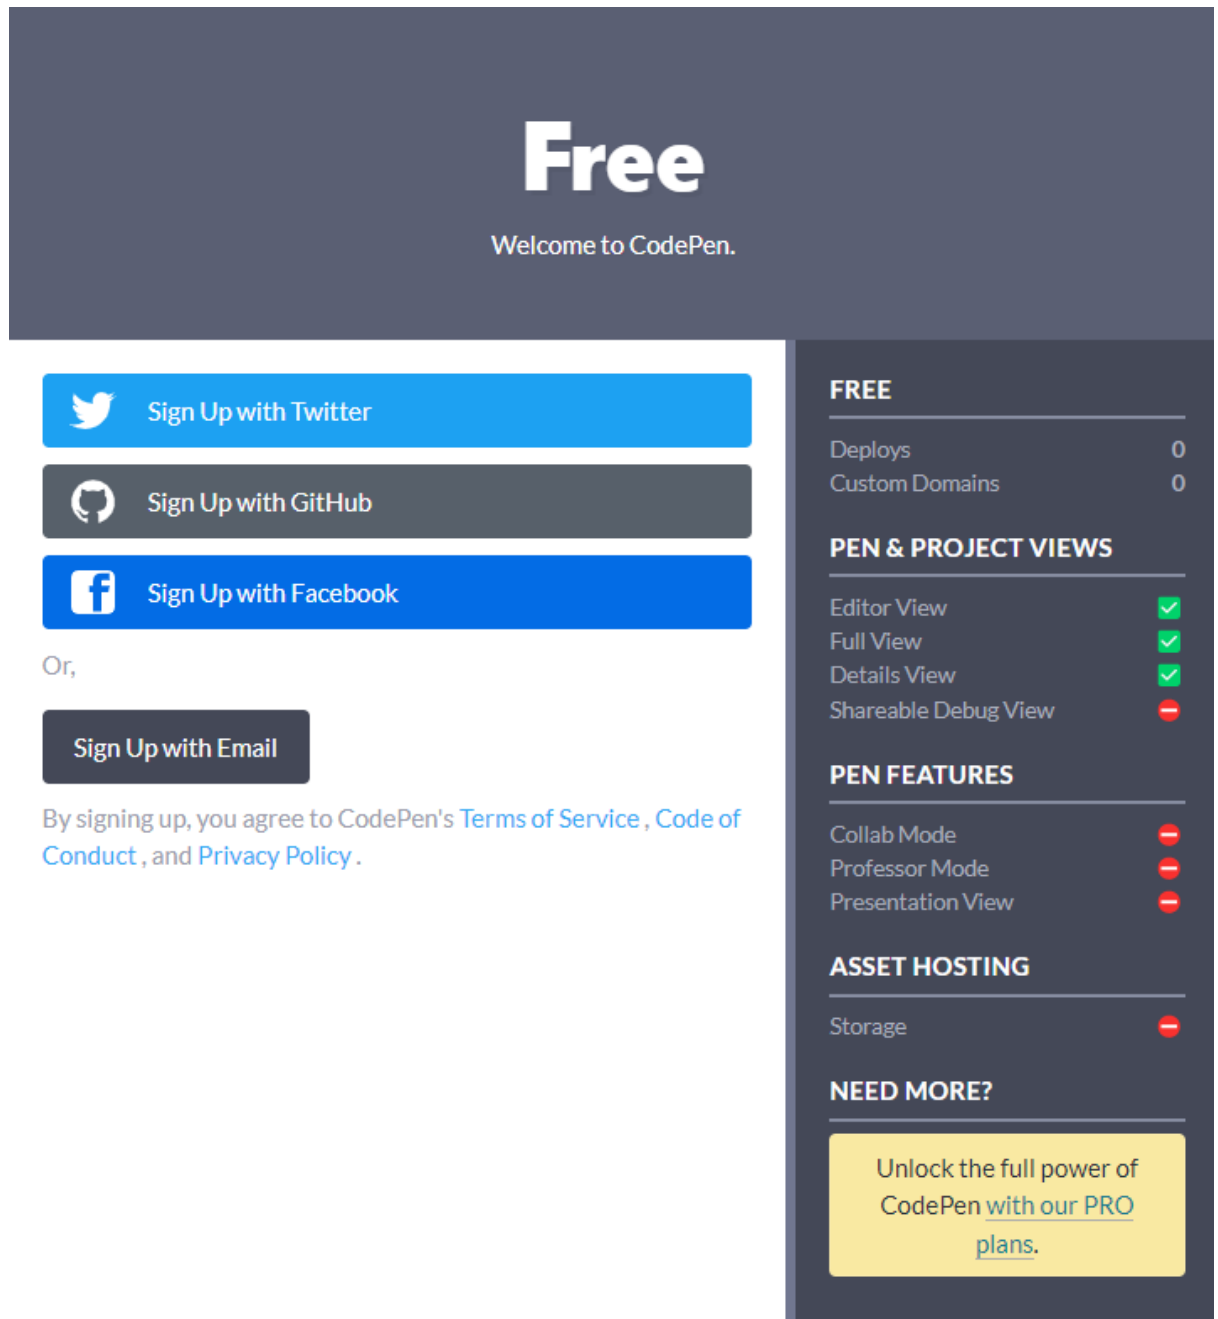 Free
Welcome to CodePen.
Sign Up with Twitter
Sign Up with GitHub
Sign Up with Facebook
Or,
Sign Up with Email
By signing up, you agree to CodePen's Terms of Service , Code of
Conduct , and Privacy Policy .
FREE
Deploys 0
Custom Domains 0
PEN & PROJECT VIEWS
Editor View
Full View
Details View
Shareable Debug View
PEN FEATURES
Collab Mode
Professor Mode
Presentation View
ASSET HOSTING
Storage
NEED MORE?
Unlock the full power of
CodePen with our PRO
plans.